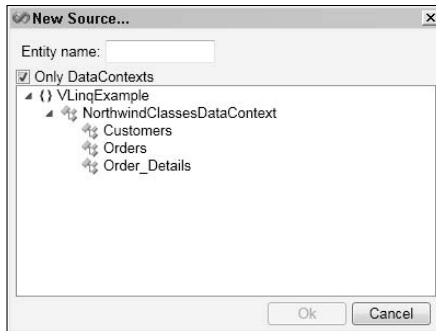 New Source...
Entity name:
Only DataContexts
{} VLinqExample
NorthwindClassesDataContext
Customers
Orders
Order_Details
Ok Cancel